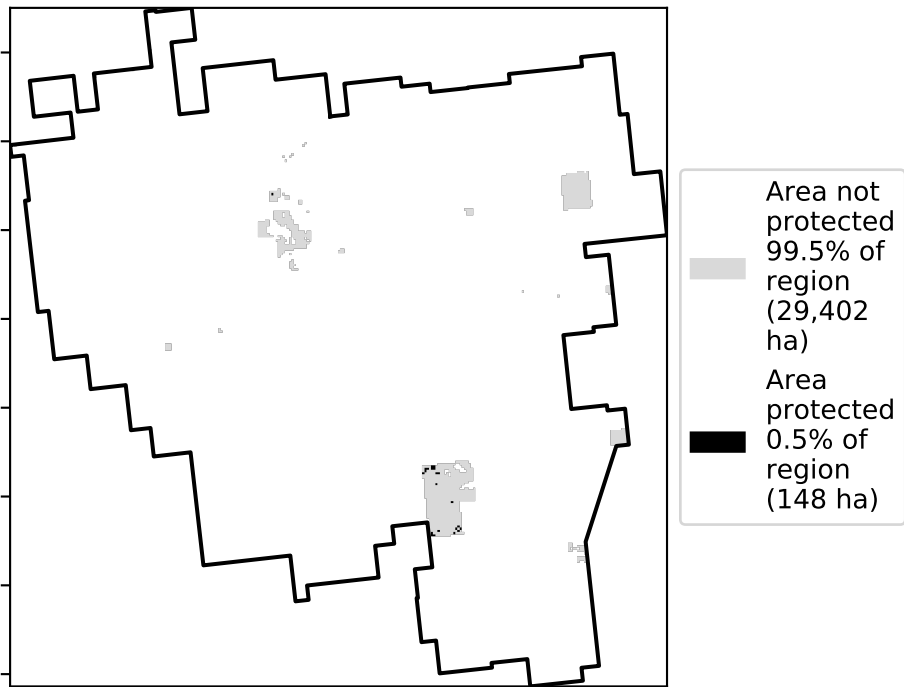 Area not
protected
99.5% of
region
(29,402
ha)
Area
protected
0.5% of
region
(148 ha)